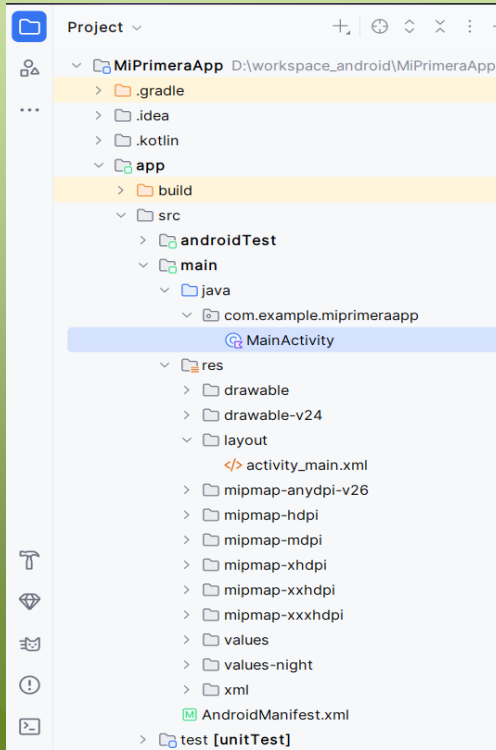 Project
MiPrimeraApp D:\workspace_android\MiPrimeraApp
.gradle
.idea
.kotlin
app
build
src
androidTest
main
java
com.example.miprimeraapp
MainActivity
res
drawable
drawable-v24
layout
activity_main.xml
mipmap-anydpi-v26
mipmap-hdpi
mipmap-mdpi
mipmap-xhdpi
mipmap-xxhdpi
mipmap-xxxhdpi
values
values-night
xml
AndroidManifest.xml
test [unitTest]